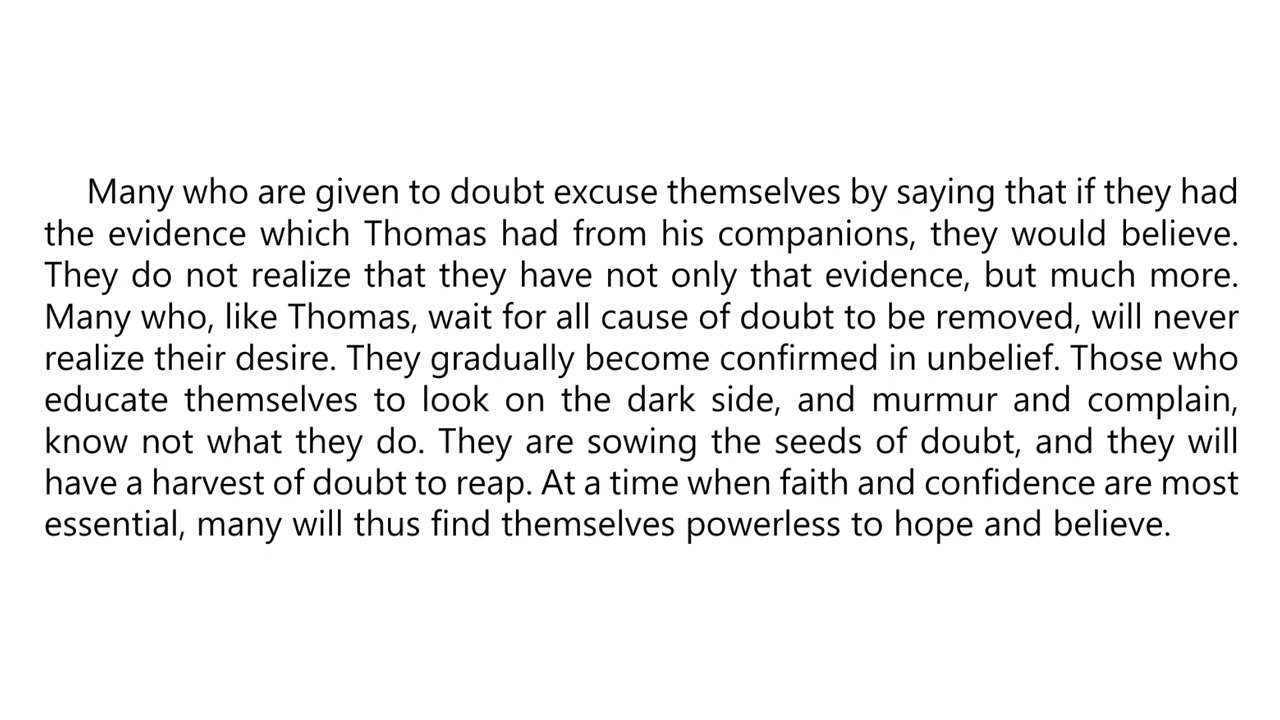 Many who are given to doubt excuse themselves by saying that if they had
the evidence which Thomas had from his companions, they would believe.
They do not realize that they have not only that evidence, but much more.
Many who, like Thomas, wait for all cause of doubt to be removed, will never
realize their desire. They gradually become confirmed in unbelief. Those who
educate themselves to look on the dark side, and murmur and complain,
know not what they do. They are sowing the seeds of doubt, and they will
have a harvest of doubt to reap. At a time when faith and confidence are most
essential, many will thus find themselves powerless to hope and believe.